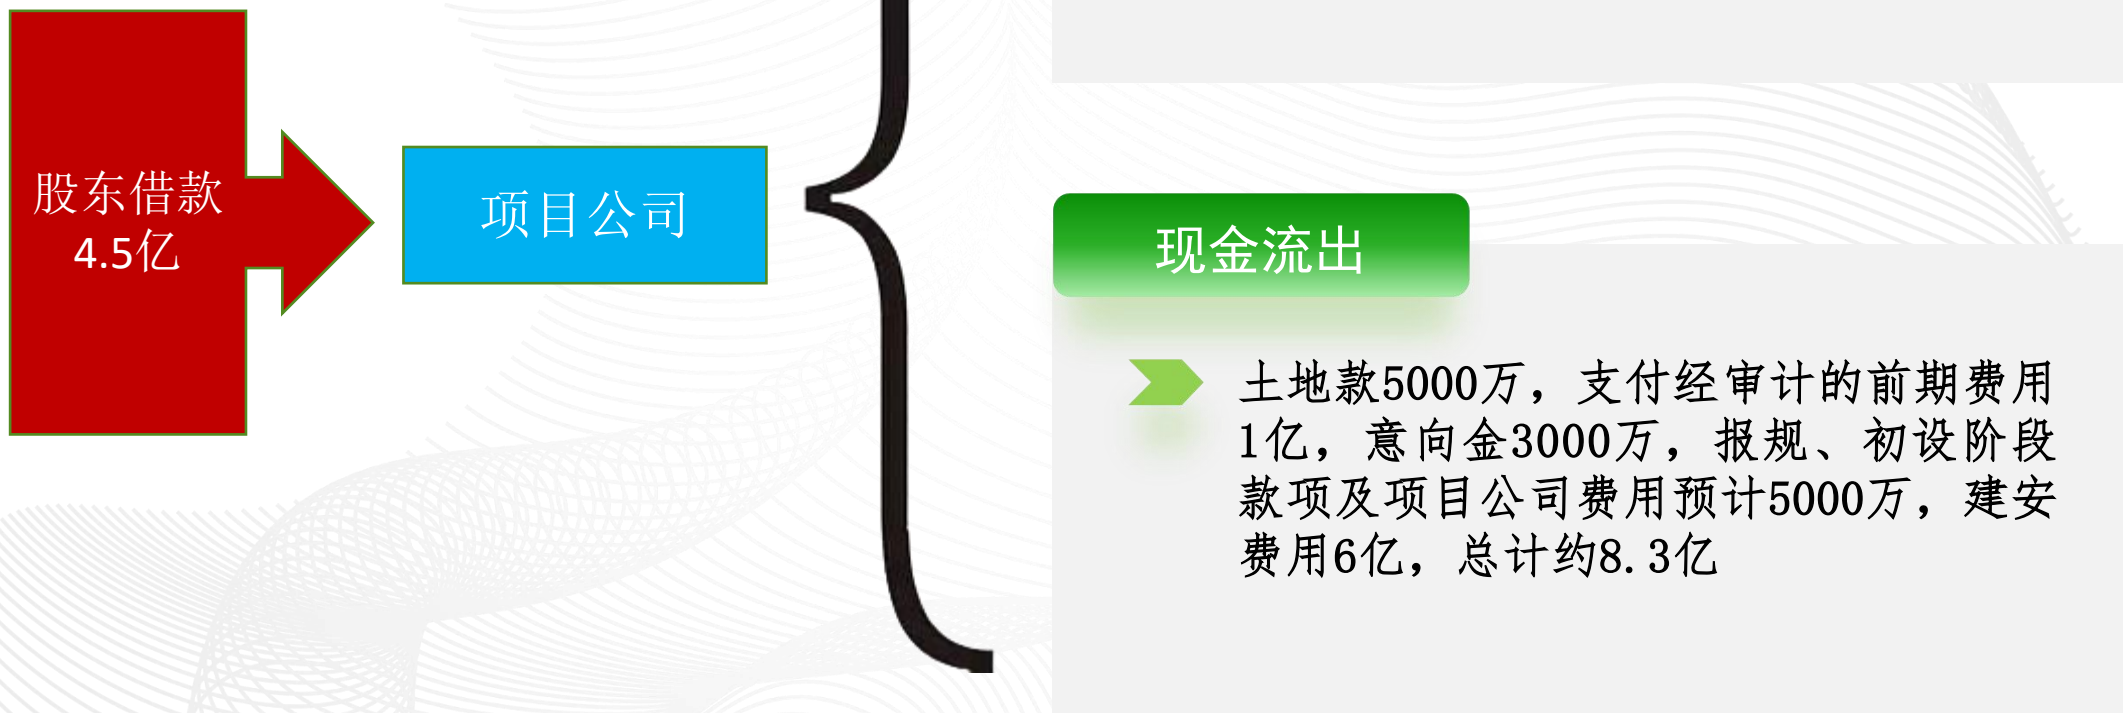 股东借款
4.5亿
项目公司
现金流出
土地款5000万，支付经审计的前期费用
1亿，意向金3000万，报规、初设阶段
款项及项目公司费用预计5000万，建安
费用6亿，总计约8.3亿